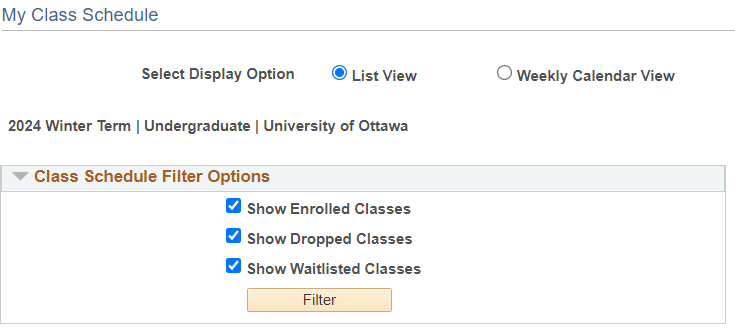 My Class Schedule
Select Display Option List View Weekly Calendar View
2024 Winter Term | Undergraduate | University of Ottawa
Class Schedule Filter Options
Show Enrolled Classes
Show Dropped Classes
Show Waitlisted Classes
Filter